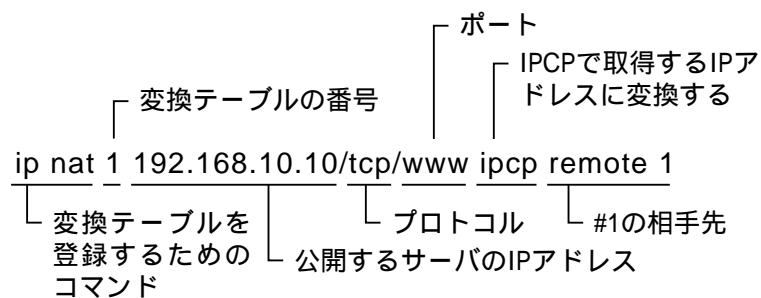 ポート
IPCPで取得するIPア
ドレスに変換する
変換テーブルの番号
ip nat 1 192.168.10.10/tcp/www ipcp remote 1
変換テーブルを
登録するための
コマンド
公開するサーバのIPアドレス
プロトコル
#1の相手先